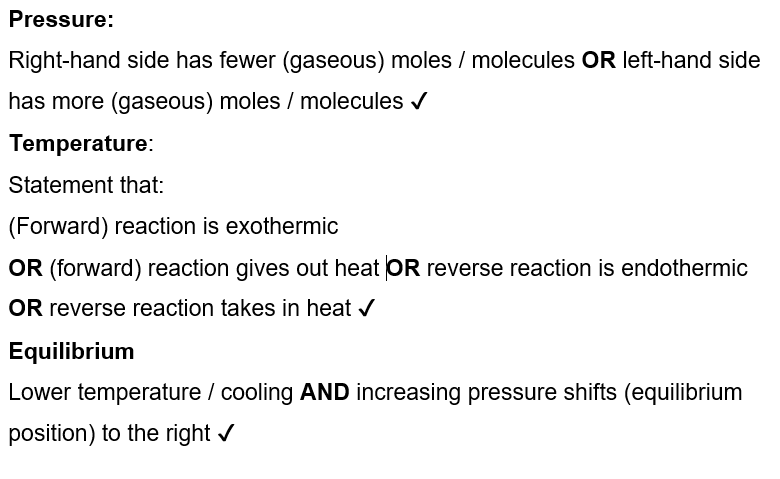 Pressure:
Right-hand side has fewer (gaseous) moles / molecules OR left-hand side
has more (gaseous) moles / molecules ✓
Temperature:
Statement that:
(Forward) reaction is exothermic
OR (forward) reaction gives out heat OR reverse reaction is endothermic
OR reverse reaction takes in heat ✓
Equilibrium
Lower temperature / cooling AND increasing pressure shifts (equilibrium
position) to the right ✓